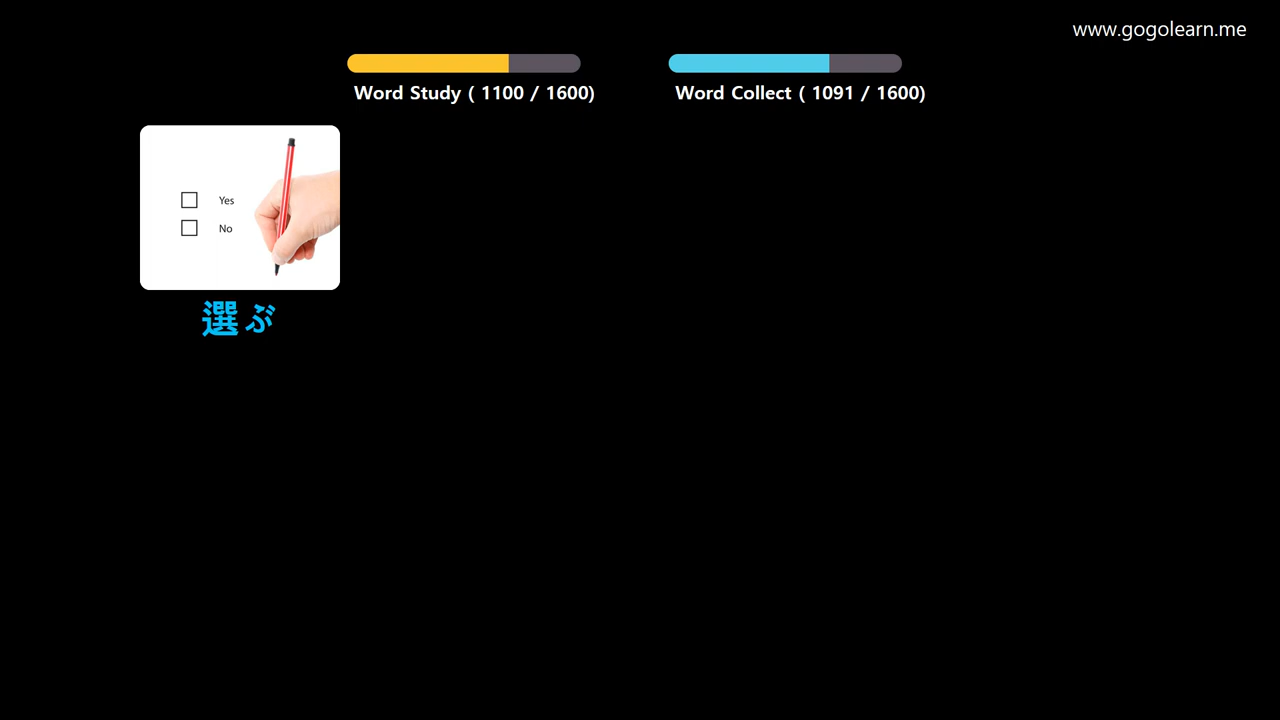 www.gogolearn.me
Word Study ( 1100 / 1600)
Word Collect ( 1091 / 1600)
Yes
No
選ぶ